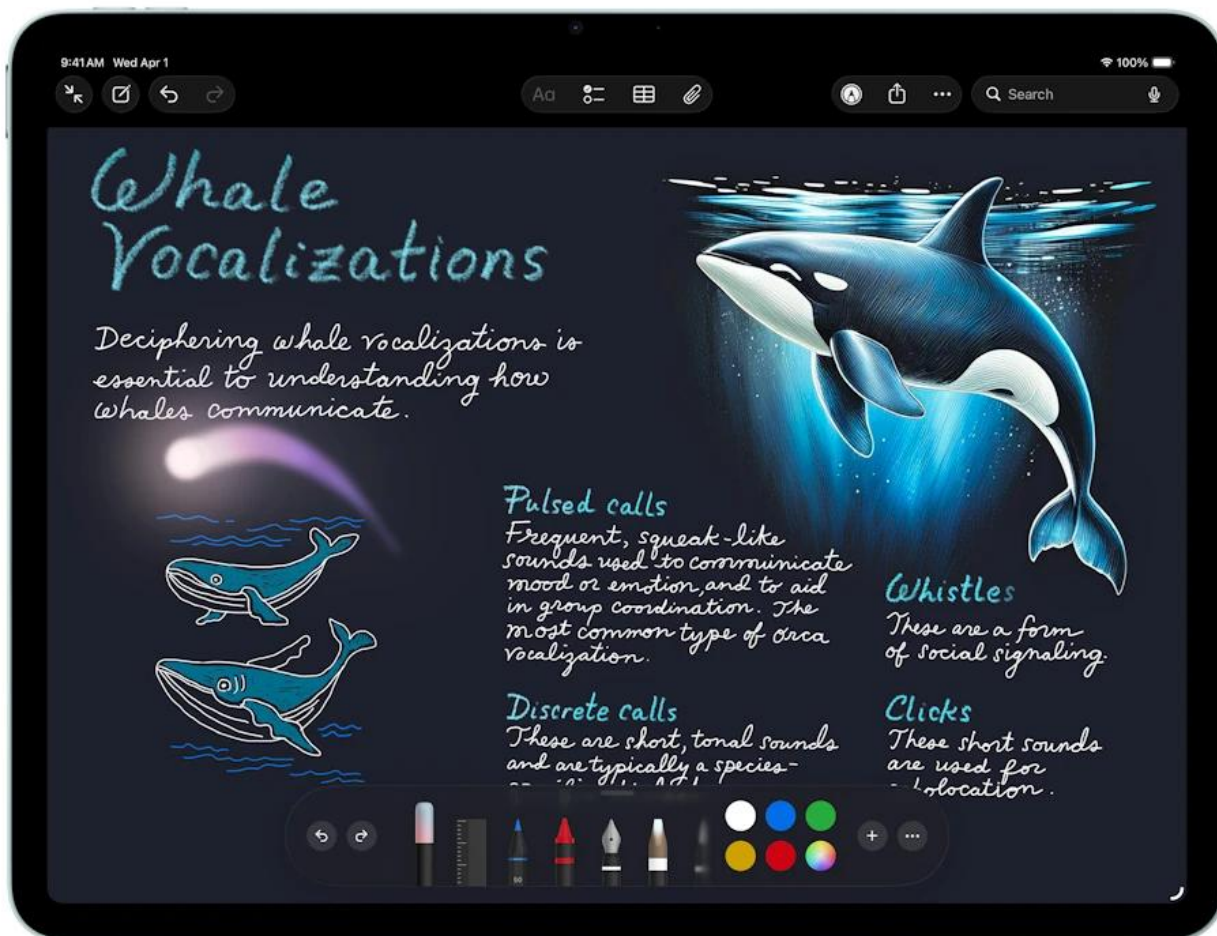 9:41 AM Wed Apr 1
100%
Aa
Search
Whale
Vocalizations
Deciphering whale vocalizations is
essential to understanding how
whales communicate.
Pulsed calls
Frequent, squeak-like
sounds used to communicate
mood or emotion, and to aid
in group coordination. The
most common type of orca
vocalization.
Discrete calls
These are short, tonal sounds
and are typically a species-
Whistles
These are a form
of social signaling.
Clicks
These short sounds
are used for
50